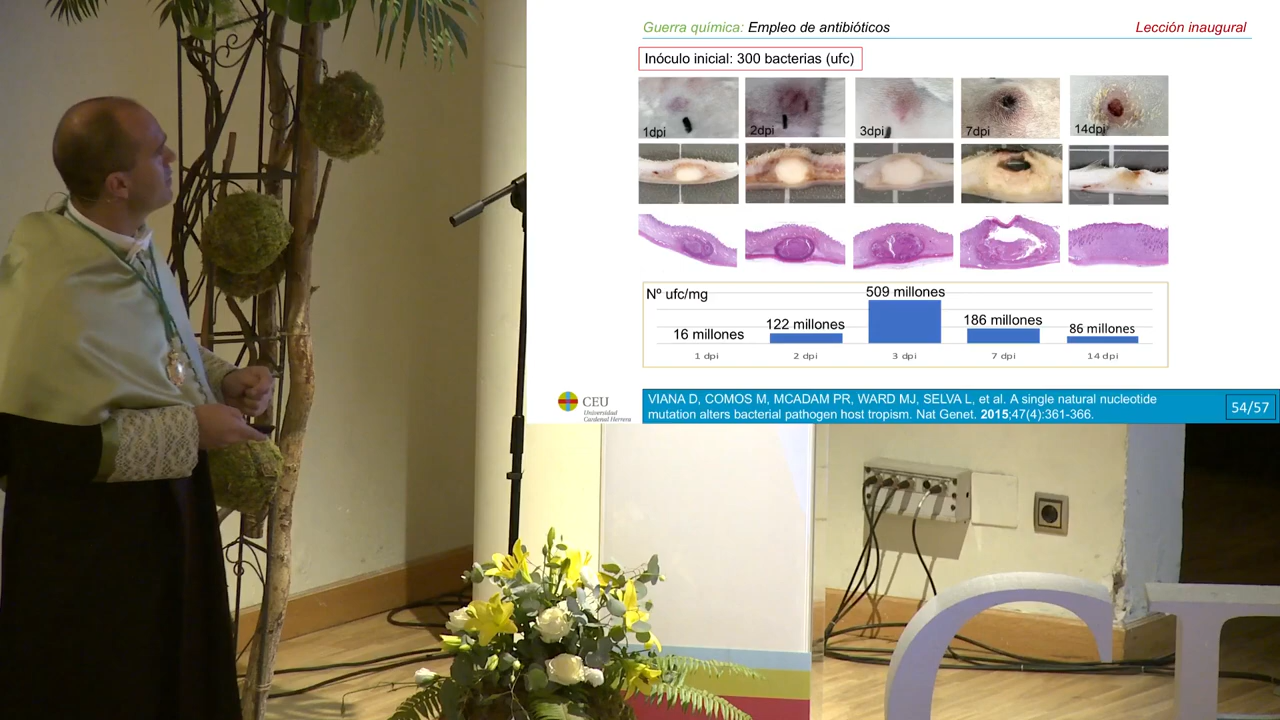 Guerra química: Empleo de antibióticos
Lección inaugural
Inóculo inicial: 300 bacterias (ufc)
1dpi
2dpi
3dpi
7dpi
14dpi
Nº ufc/mg
16 millones
122 millones
509 millones
186 millones
86 millones
1 dpi
2 dpi
3 dpi
7 dpi
14 dpi
CEU
Universidad
Cardenal Herrera
VIANA D, COMOS M, MCADAM PR, WARD MJ, SELVA L, et al. A single natural nucleotide
mutation alters bacterial pathogen host tropism. Nat Genet. 2015;47(4):361-366.
54/57